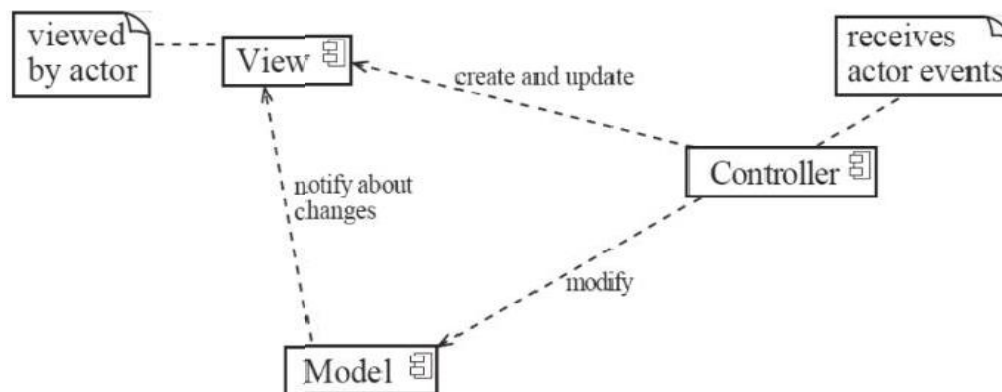 viewed
by actor
View
create and update
receives
actor events
Controller
notify about
changes
modify
Model